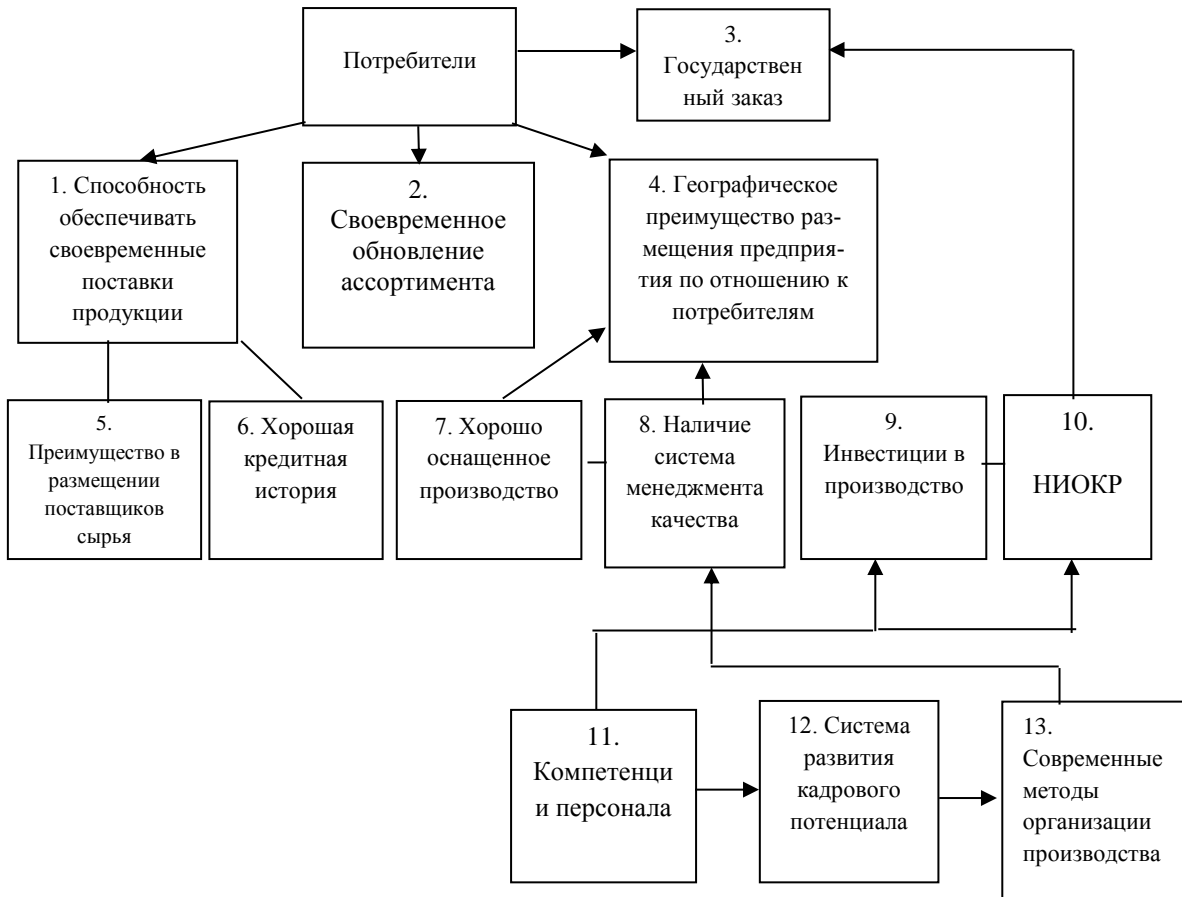 Потребители
3.
Государствен
ный заказ
1. Способность
обеспечивать
своевременные
поставки
продукции
2.
Своевременное
обновление
ассортимента
4. Географическое
преимущество раз-
мещения предприя-
тия по отношению к
потребителям
5.
Преимущество в
размещении
поставщиков
сырья
6. Хорошая
кредитная
история
7. Хорошо
оснащенное
производство
8. Наличие
система
менеджмента
качества
9.
Инвестиции в
производство
10.
НИОКР
11.
Компетенци
и персонала
12. Система
развития
кадрового
потенциала
13.
Современные
методы
организации
производства